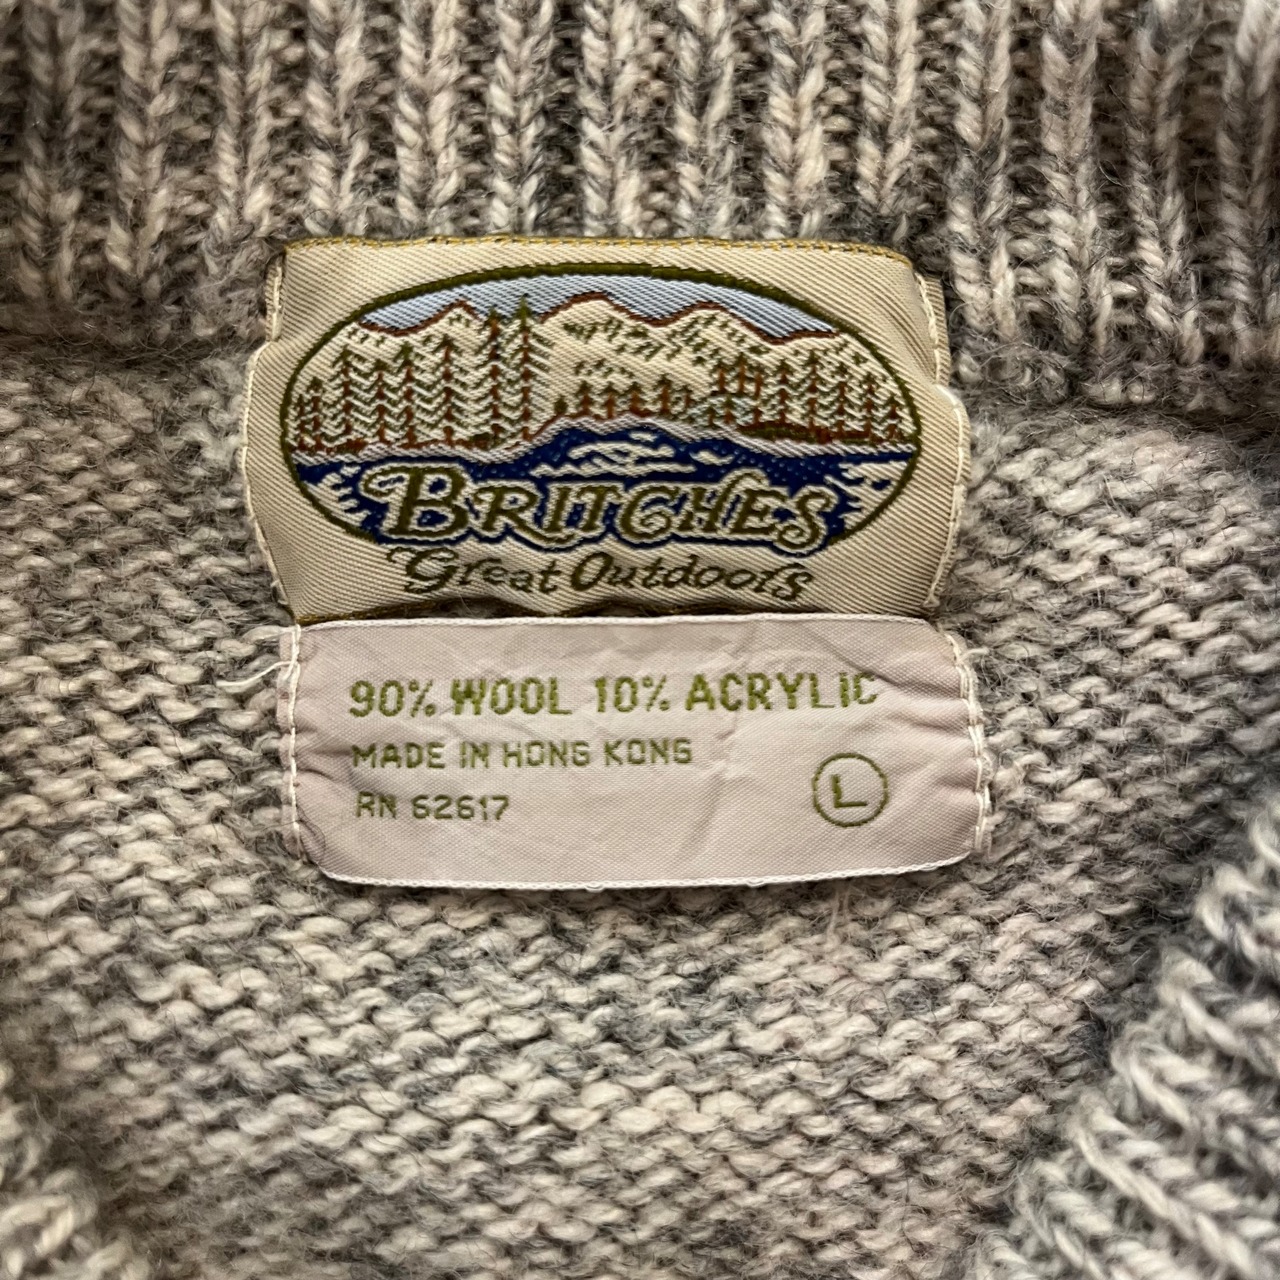 BRITCHES
Great Outdoors
90% WOOL 10% ACRYLIC
MADE IN HONG KONG
RN 62617
L